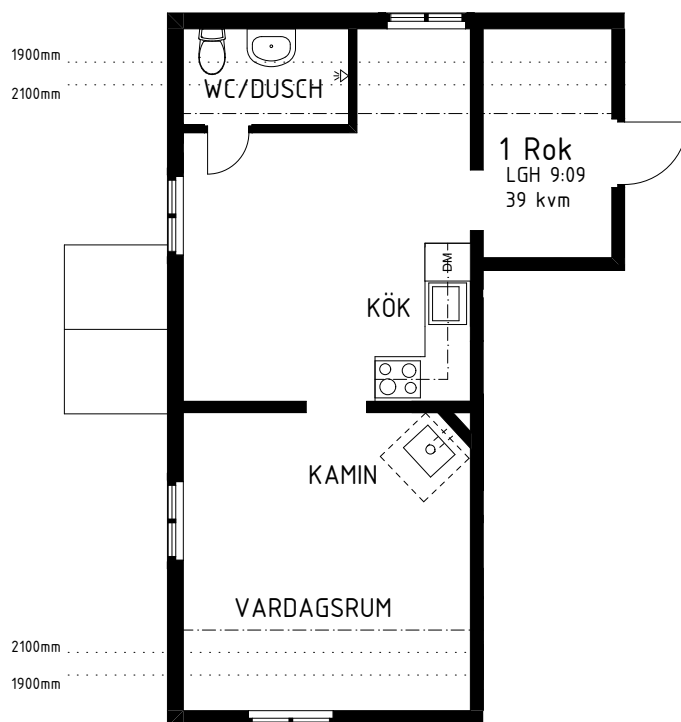 1900mm
2100mm
WC/DUSCH
1 Rok
LGH 9:09
39 kvm
DM
KÖK
KAMIN
VARDAGSRUM
2100mm
1900mm